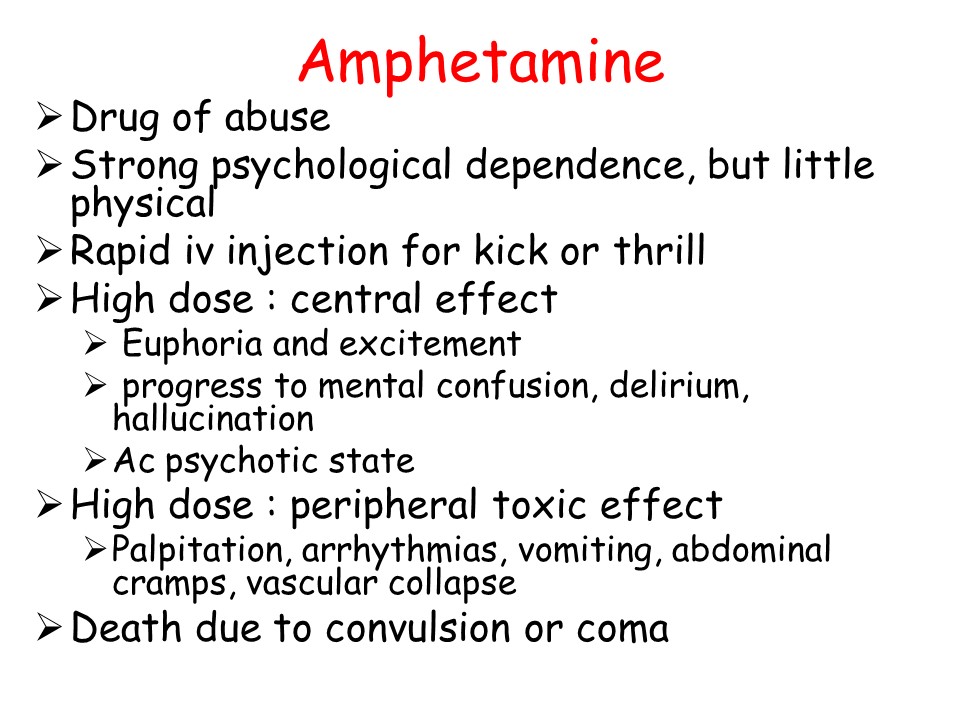 Amphetamine
➢ Drug of abuse
➢ Strong psychological dependence, but little
physical
➢ Rapid iv injection for kick or thrill
➢ High dose : central effect
➢ Euphoria and excitement
➢ progress to mental confusion, delirium,
hallucination
➢ Ac psychotic state
➢ High dose : peripheral toxic effect
➢ Palpitation, arrhythmias, vomiting, abdominal
cramps, vascular collapse
➢ Death due to convulsion or coma